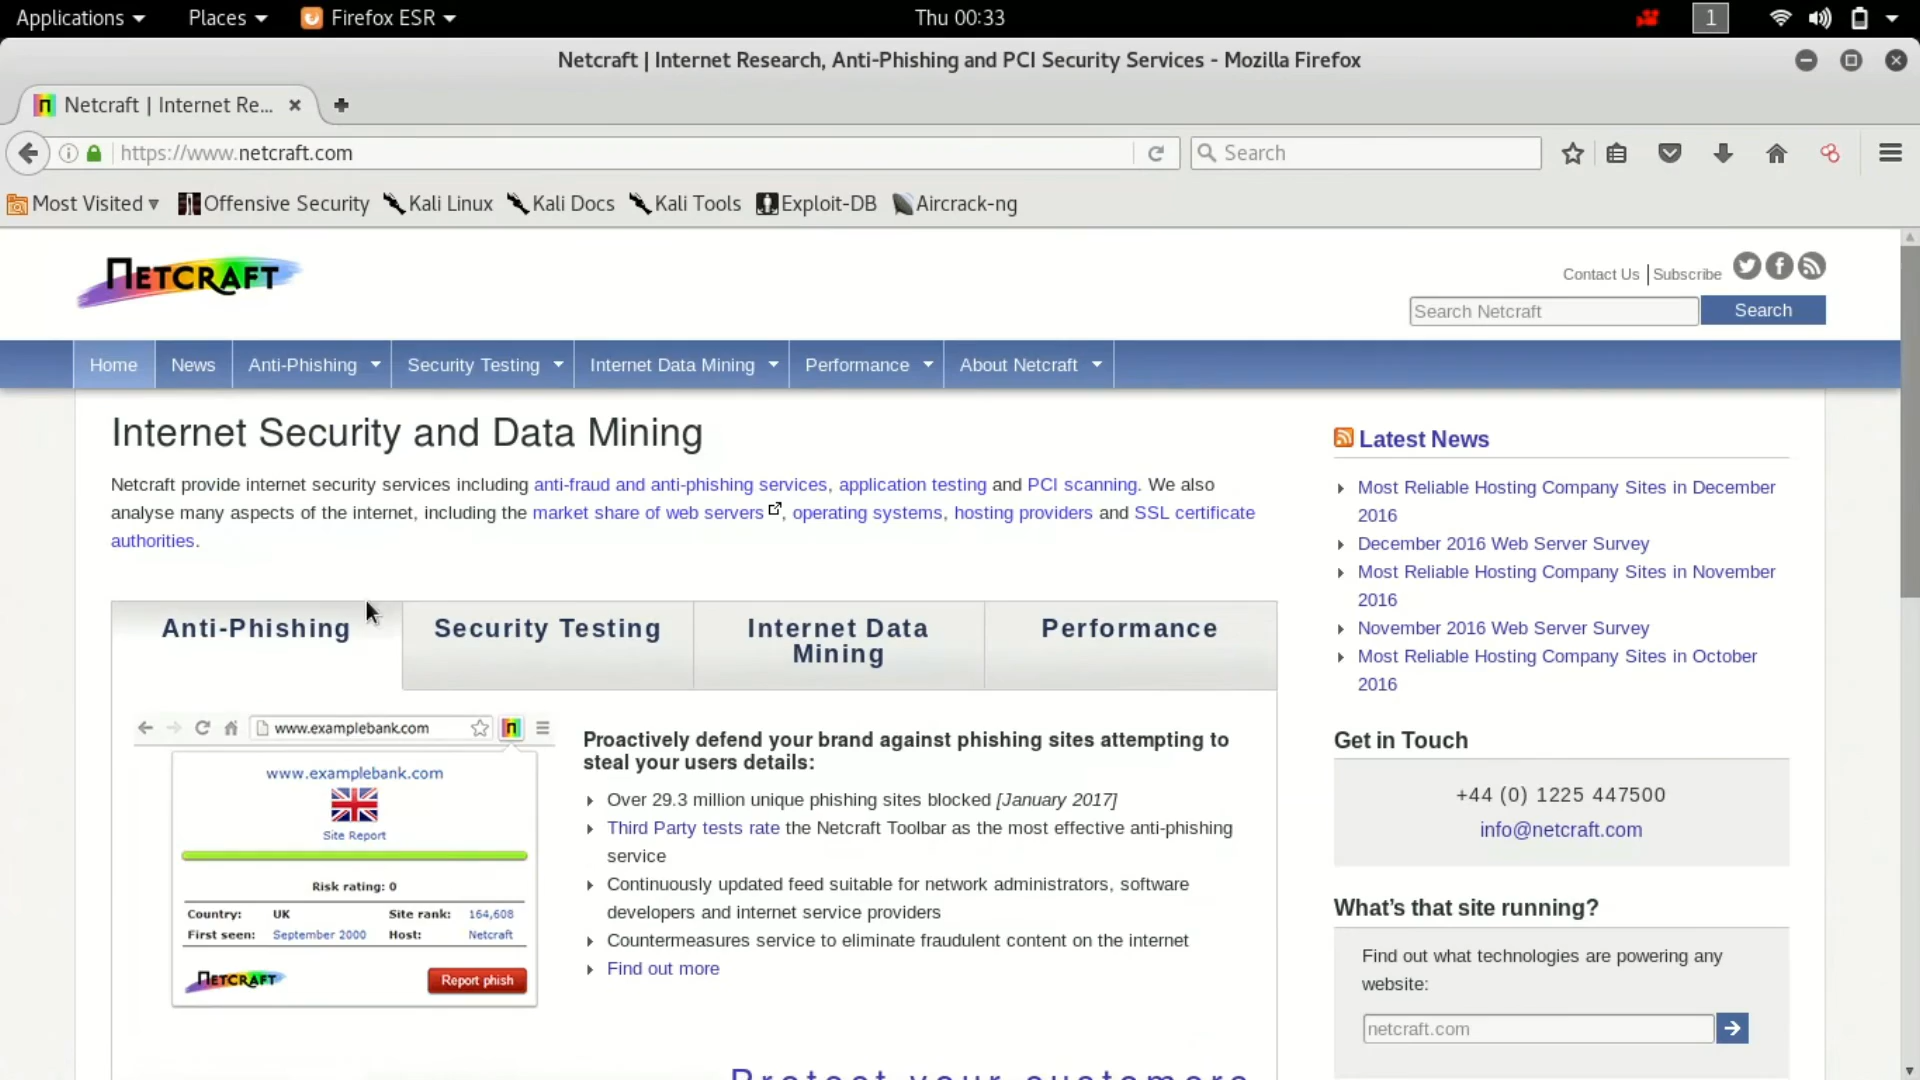 Applications Places Firefox ESR Thu 00:33 1
Netcraft | Internet Research, Anti-Phishing and PCI Security Services - Mozilla Firefox
Netcraft | Internet Re...
https://www.netcraft.com Search
Most Visited Offensive Security Kali Linux Kali Docs Kali Tools Exploit-DB Aircrack-ng
NETCRAFT
Contact Us | Subscribe
Search Netcraft Search
Home News Anti-Phishing Security Testing Internet Data Mining Performance About Netcraft
Internet Security and Data Mining
Netcraft provide internet security services including anti-fraud and anti-phishing services, application testing and PCI scanning. We also
analyse many aspects of the internet, including the market share of web servers, operating systems, hosting providers and SSL certificate
authorities.
Anti-Phishing Security Testing Internet Data
Mining Performance
www.examplebank.com
www.examplebank.com
Site Report
Risk rating: 0
Country: UK Site rank: 164,608
First seen: September 2000 Host: Netcraft
NETCRAFT Report phish
Proactively defend your brand against phishing sites attempting to
steal your users details:
Over 29.3 million unique phishing sites blocked [January 2017]
Third Party tests rate the Netcraft Toolbar as the most effective anti-phishing
service
Continuously updated feed suitable for network administrators, software
developers and internet service providers
Countermeasures service to eliminate fraudulent content on the internet
Find out more
Protect your customers
Latest News
Most Reliable Hosting Company Sites in December
2016
December 2016 Web Server Survey
Most Reliable Hosting Company Sites in November
2016
November 2016 Web Server Survey
Most Reliable Hosting Company Sites in October
2016
Get in Touch
+44 (0) 1225 447500
info@netcraft.com
What's that site running?
Find out what technologies are powering any
website:
netcraft.com